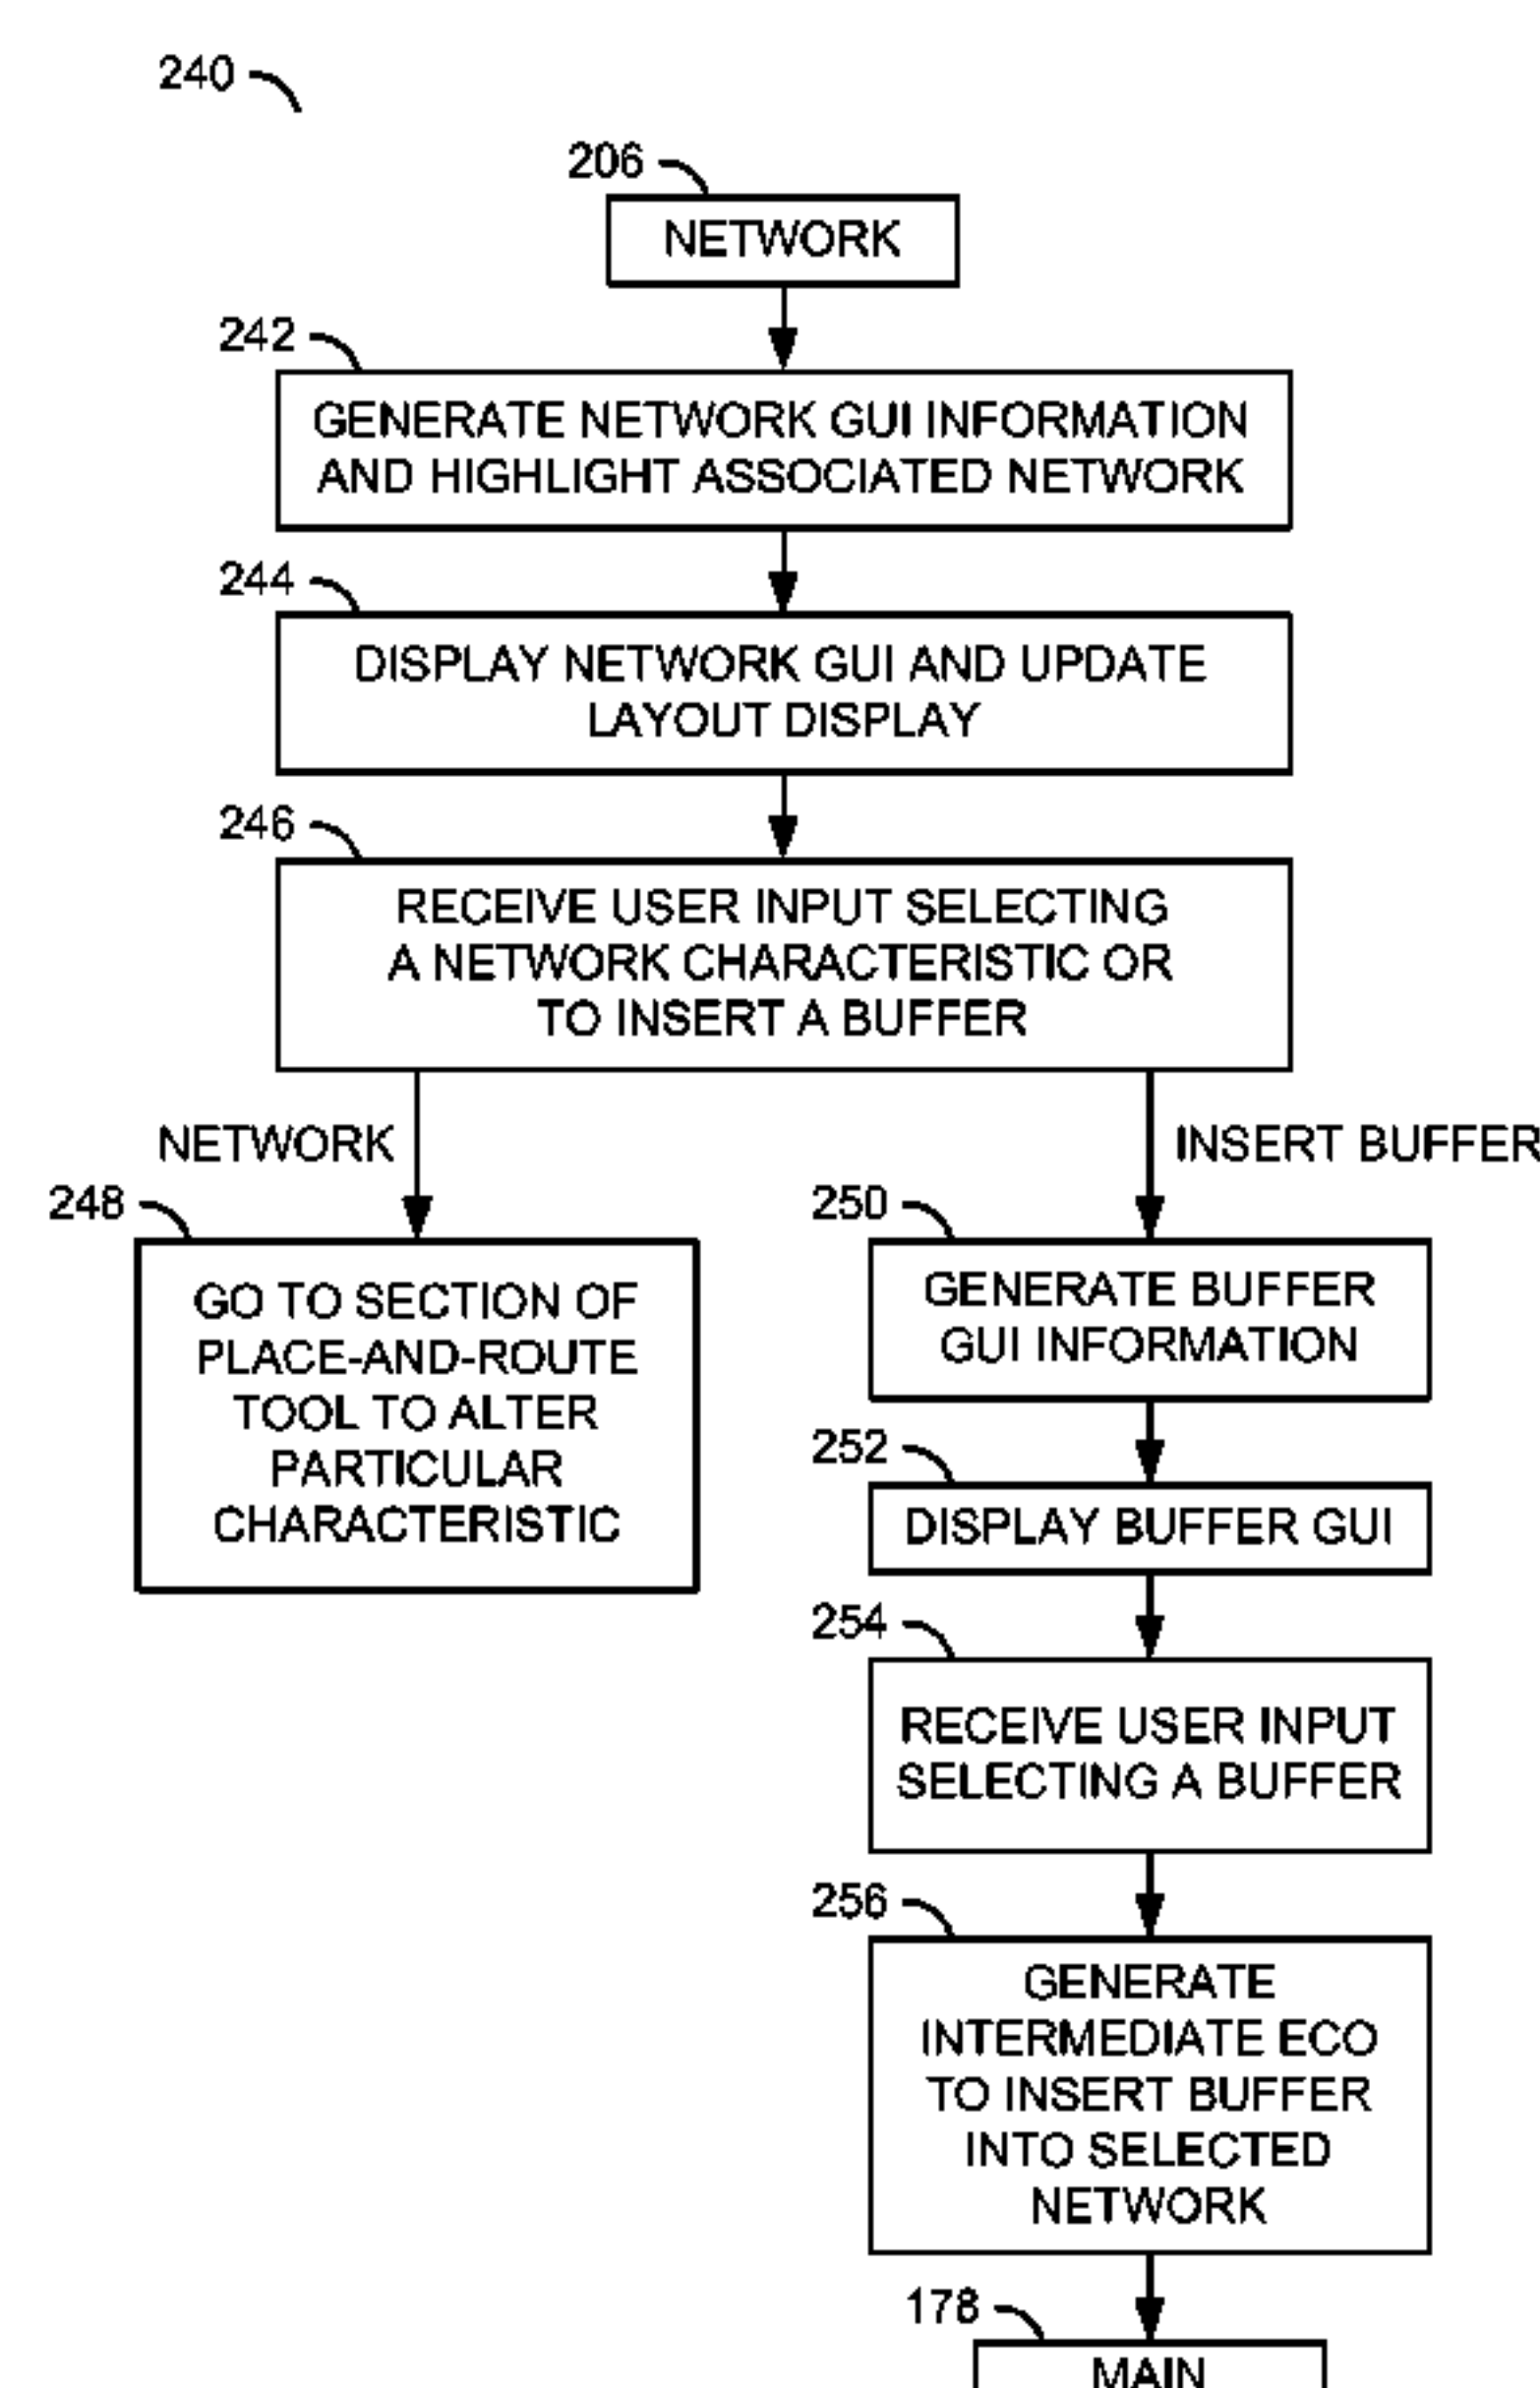 240
206
NETWORK
242
GENERATE NETWORK GUI INFORMATION
AND HIGHLIGHT ASSOCIATED NETWORK
244
DISPLAY NETWORK GUI AND UPDATE
LAYOUT DISPLAY
246
RECEIVE USER INPUT SELECTING
A NETWORK CHARACTERISTIC OR
TO INSERT A BUFFER
NETWORK
INSERT BUFFER
248
GO TO SECTION OF
PLACE-AND-ROUTE
TOOL TO ALTER
PARTICULAR
CHARACTERISTIC
250
GENERATE BUFFER
GUI INFORMATION
252
DISPLAY BUFFER GUI
254
RECEIVE USER INPUT
SELECTING A BUFFER
256
GENERATE
INTERMEDIATE ECO
TO INSERT BUFFER
INTO SELECTED
NETWORK
178
MAIN